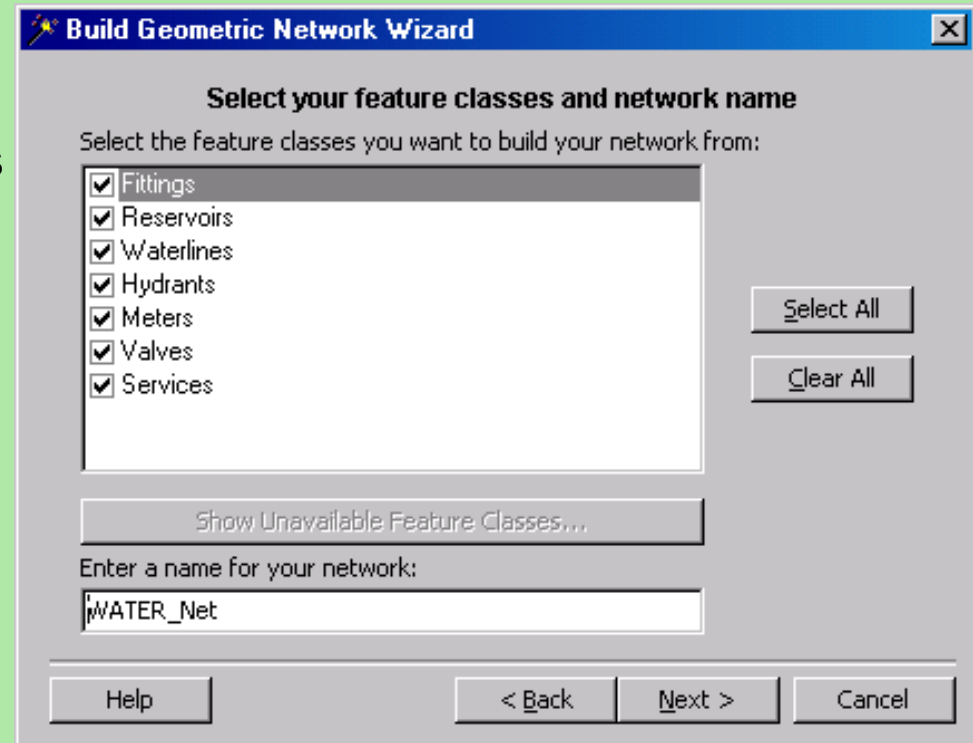 Build Geometric Network Wizard
Select your feature classes and network name
Select the feature classes you want to build your network from:
s
Fittings
Reservoirs
Waterlines
Hydrants
Meters
Valves
Services
Select All
Clear All
Show Unavailable Feature Classes...
Enter a name for your network:
WATER_Net
Help
< Back
Next >
Cancel